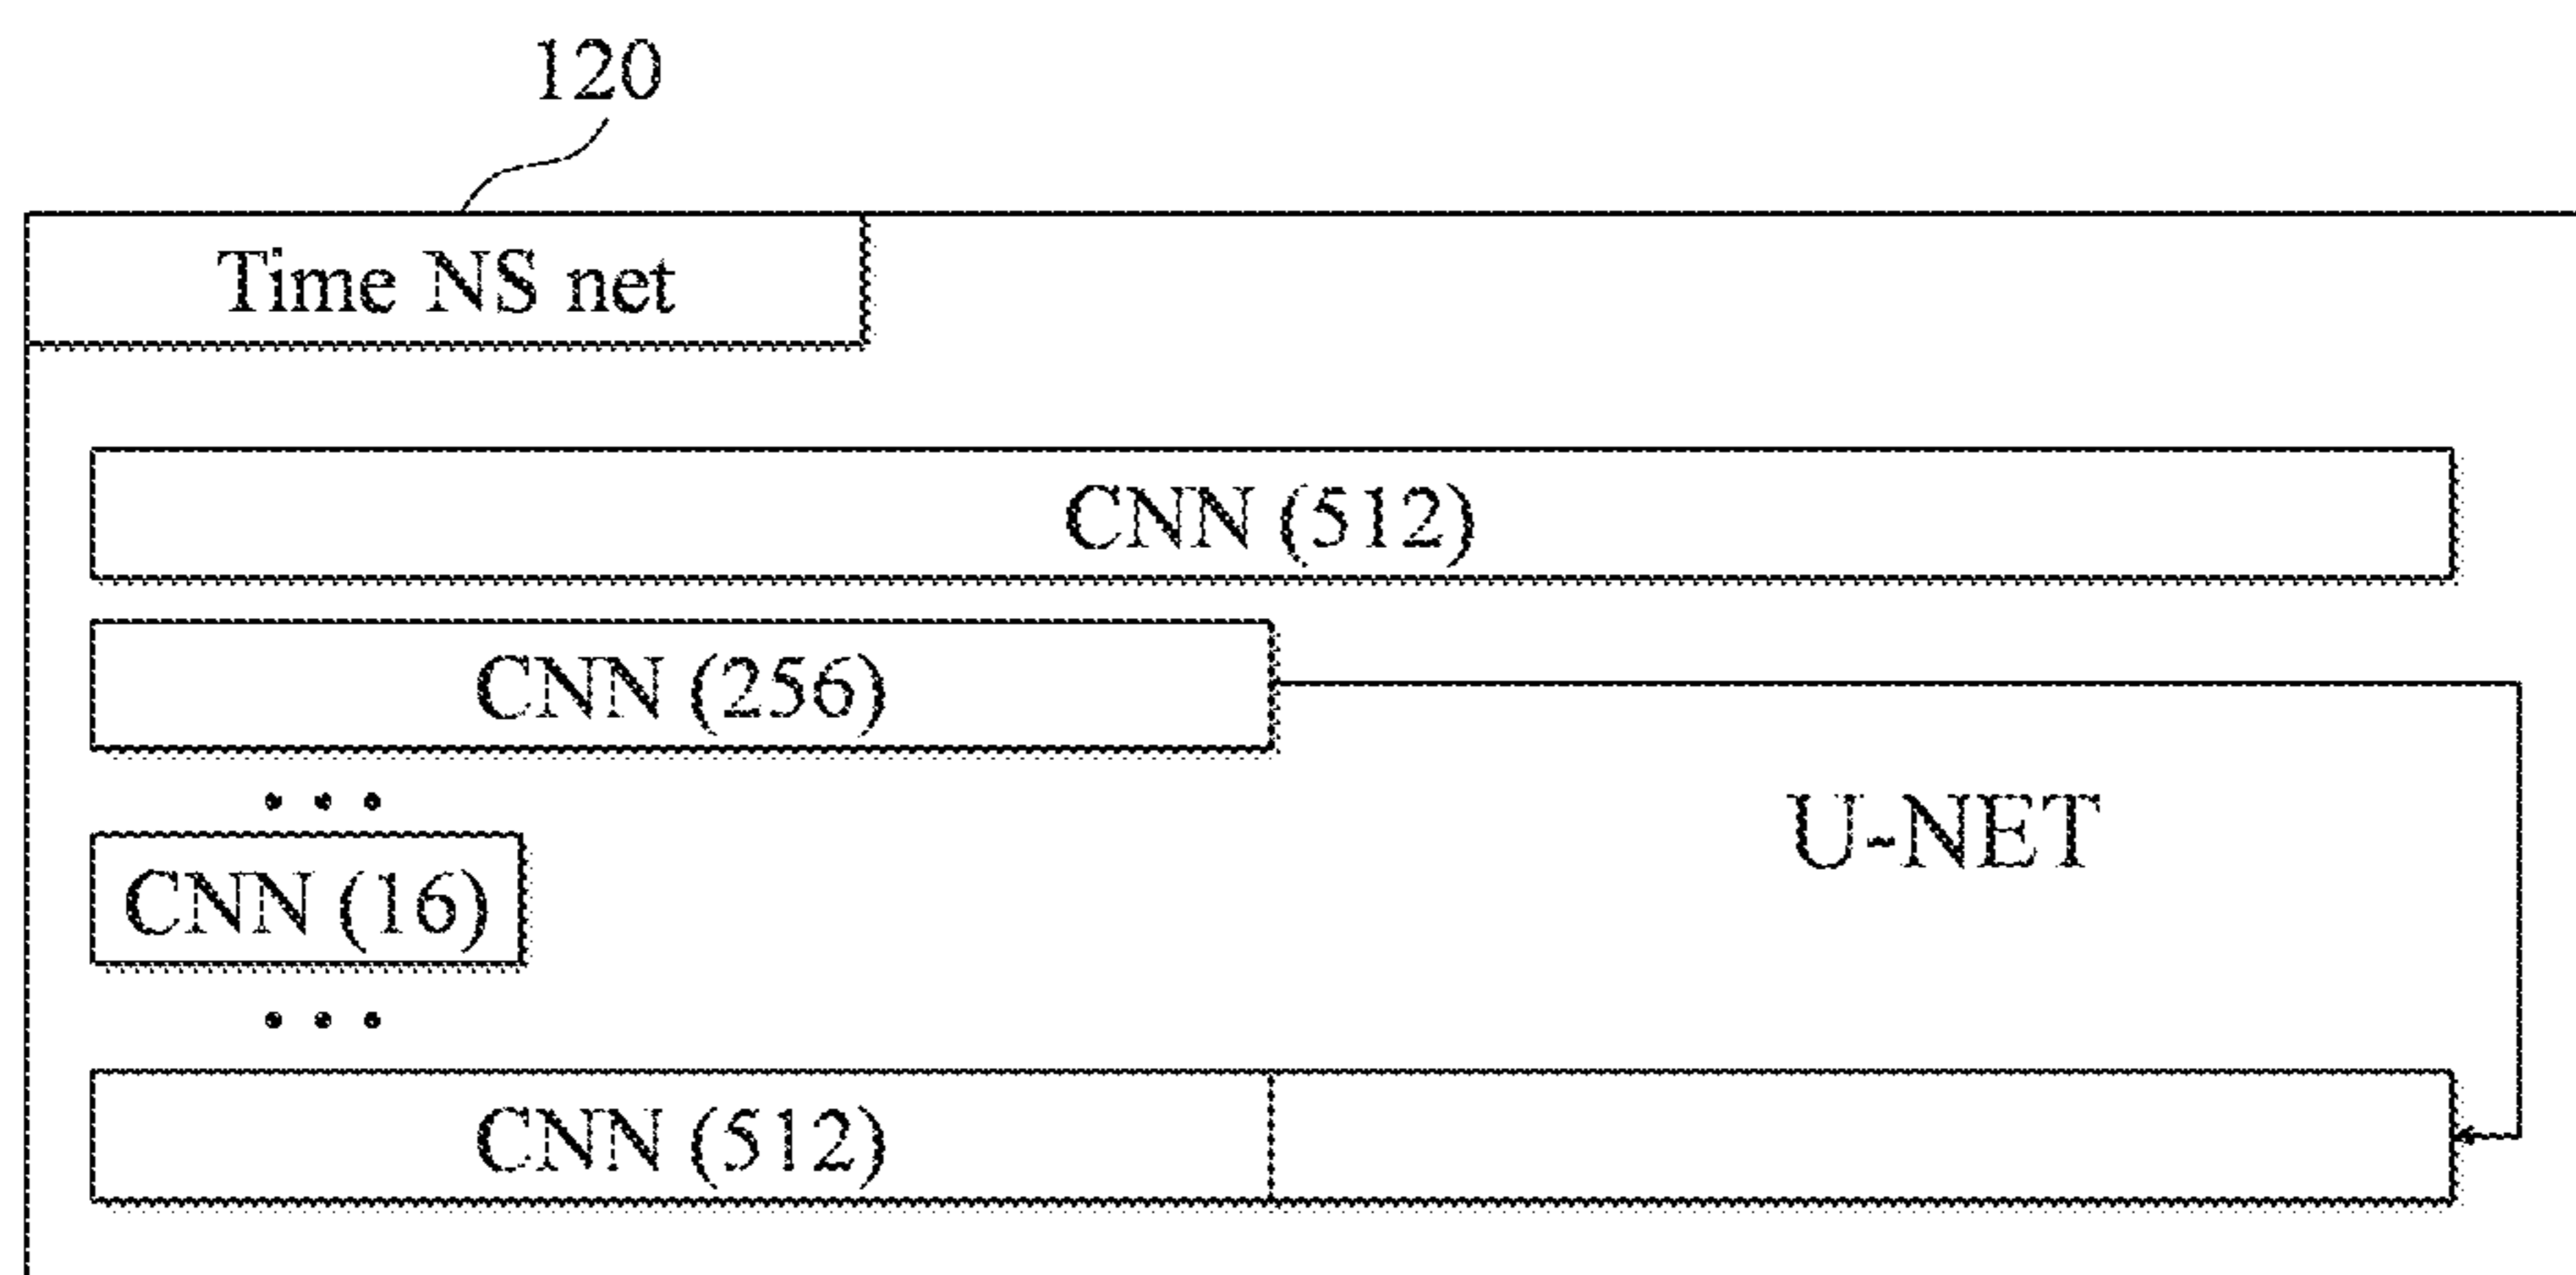 120
Time NS net
CNN (512)
CNN (256)
• • •
U-NET
CNN (16)
• • •
CNN (512)